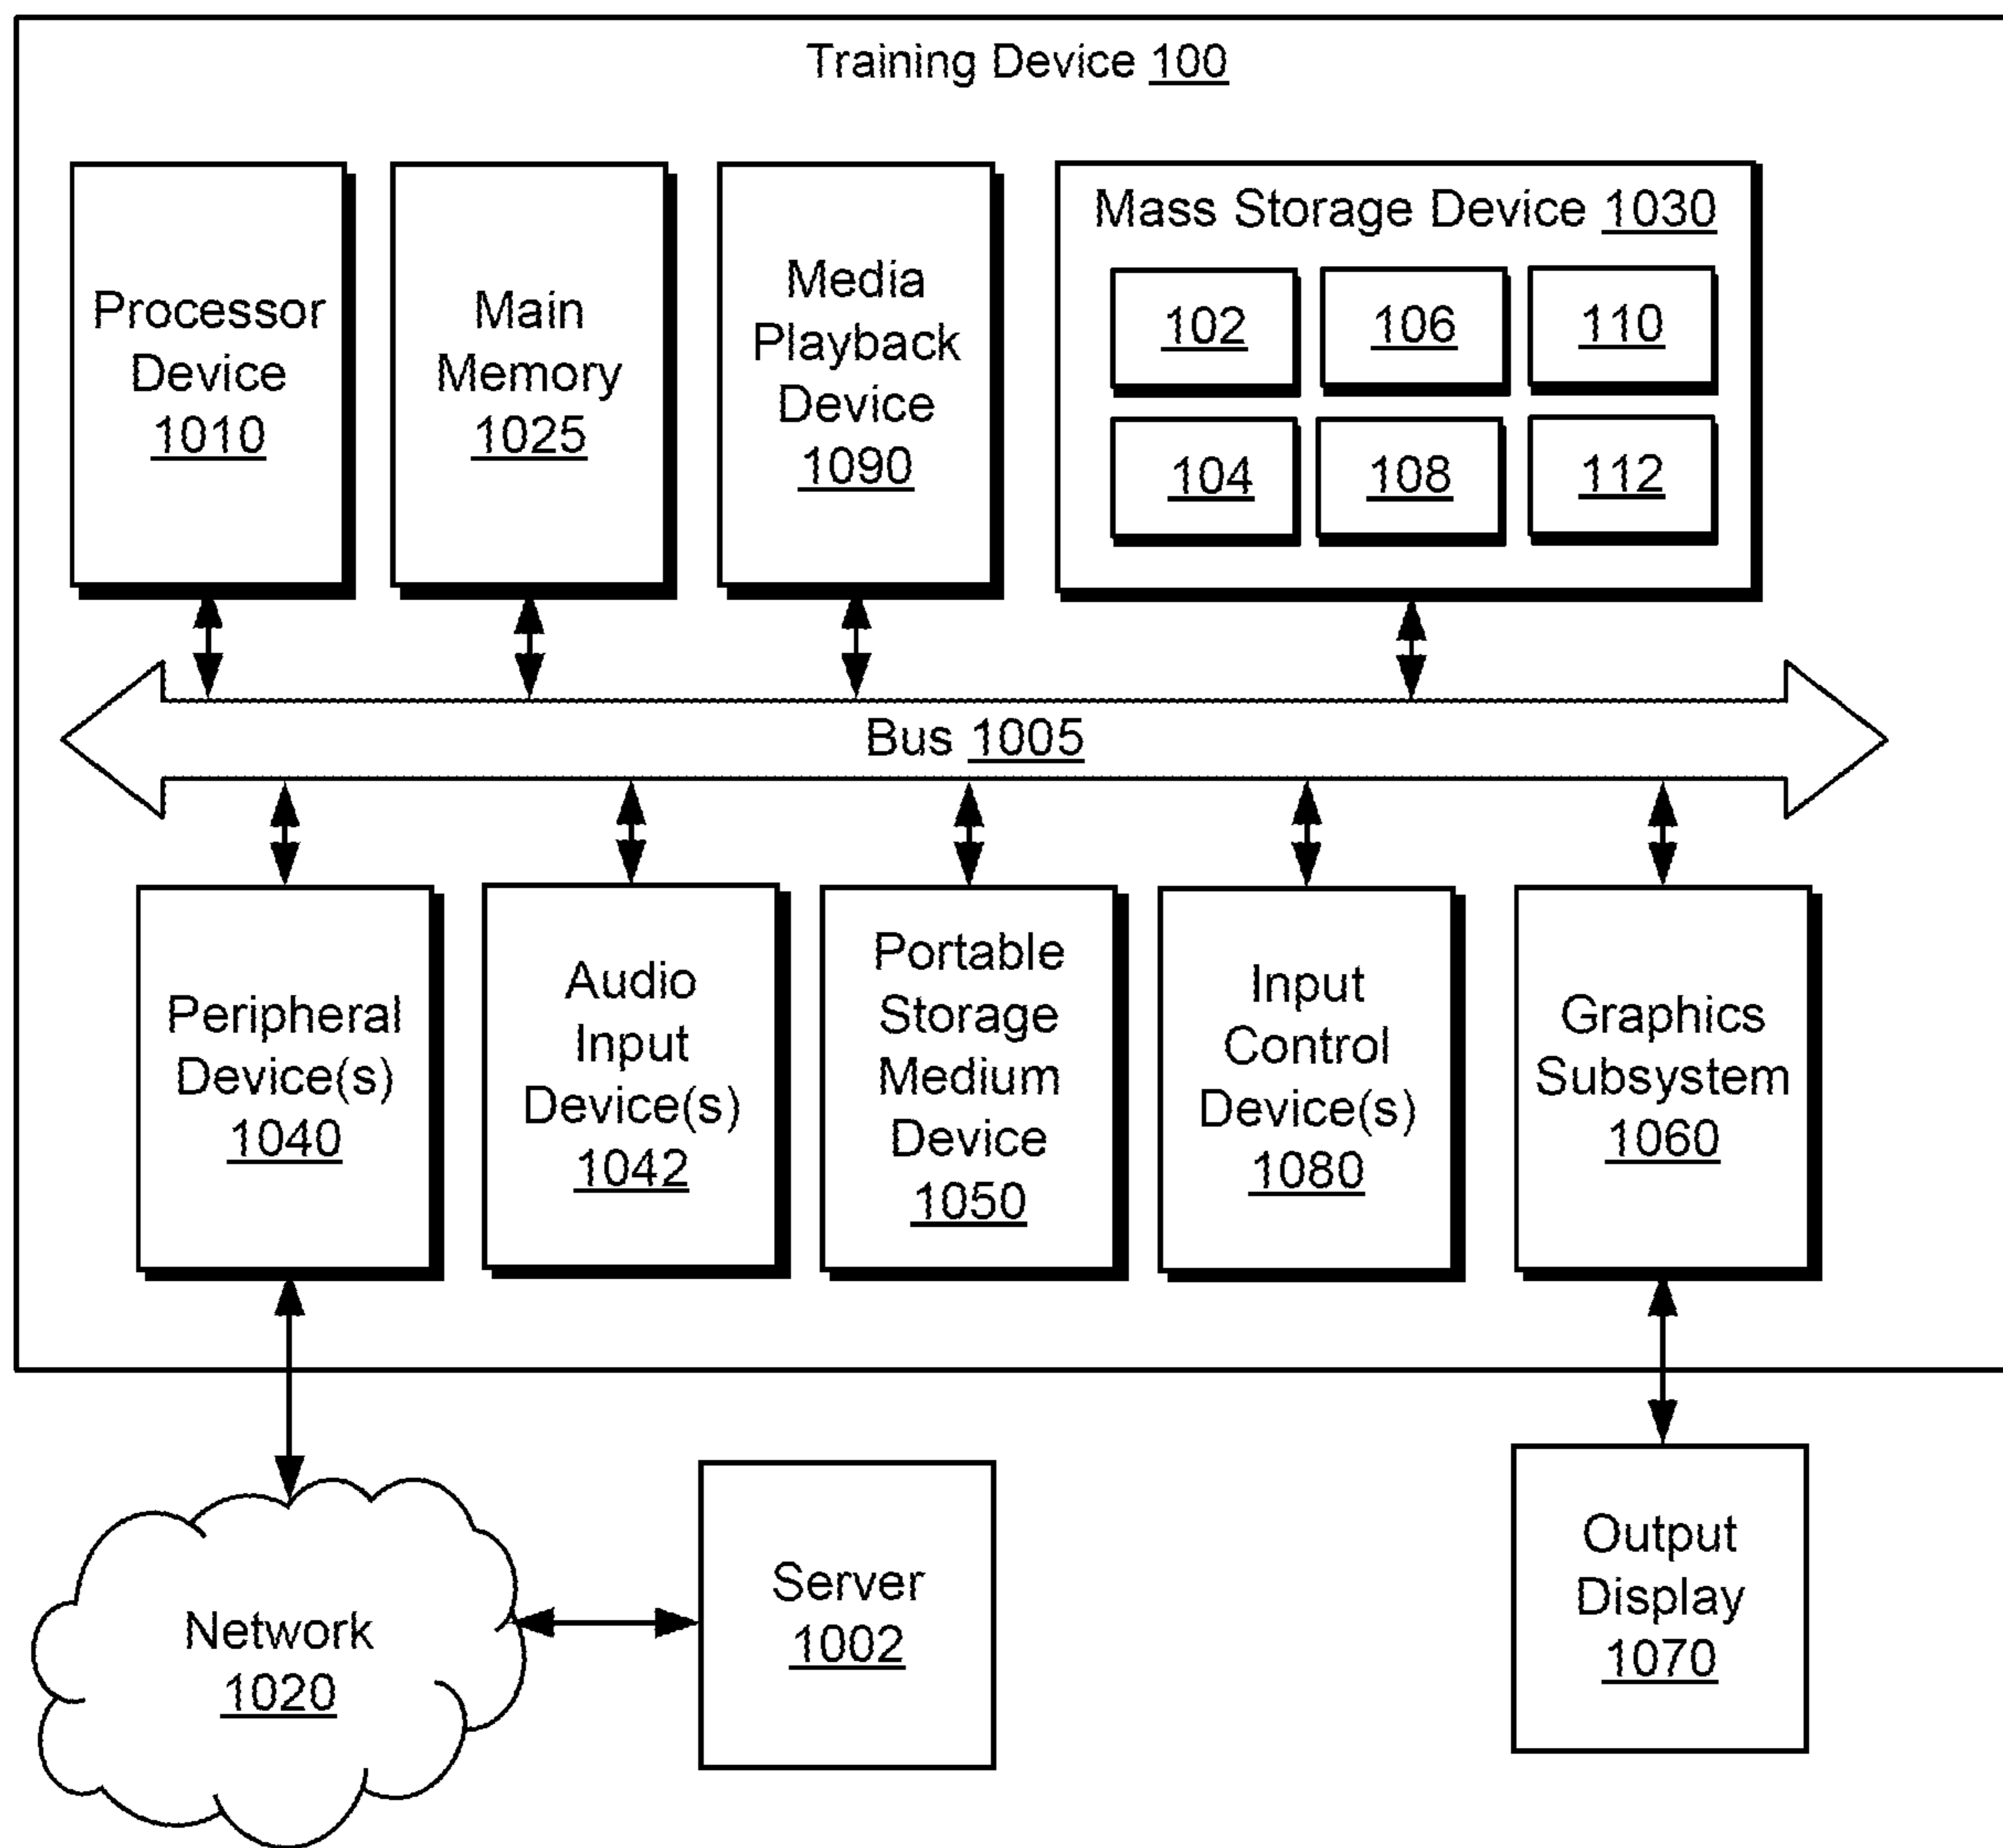 Training Device 100
Processor
Device
1010
Main
Memory
1025
Media
Playback
Device
1090
Mass Storage Device 1030
102
106
110
104
108
112
Bus 1005
Peripheral
Device(s)
1040
Audio
Input
Device(s)
1042
Portable
Storage
Medium
Device
1050
Input
Control
Device(s)
1080
Graphics
Subsystem
1060
Network
1020
Server
1002
Output
Display
1070